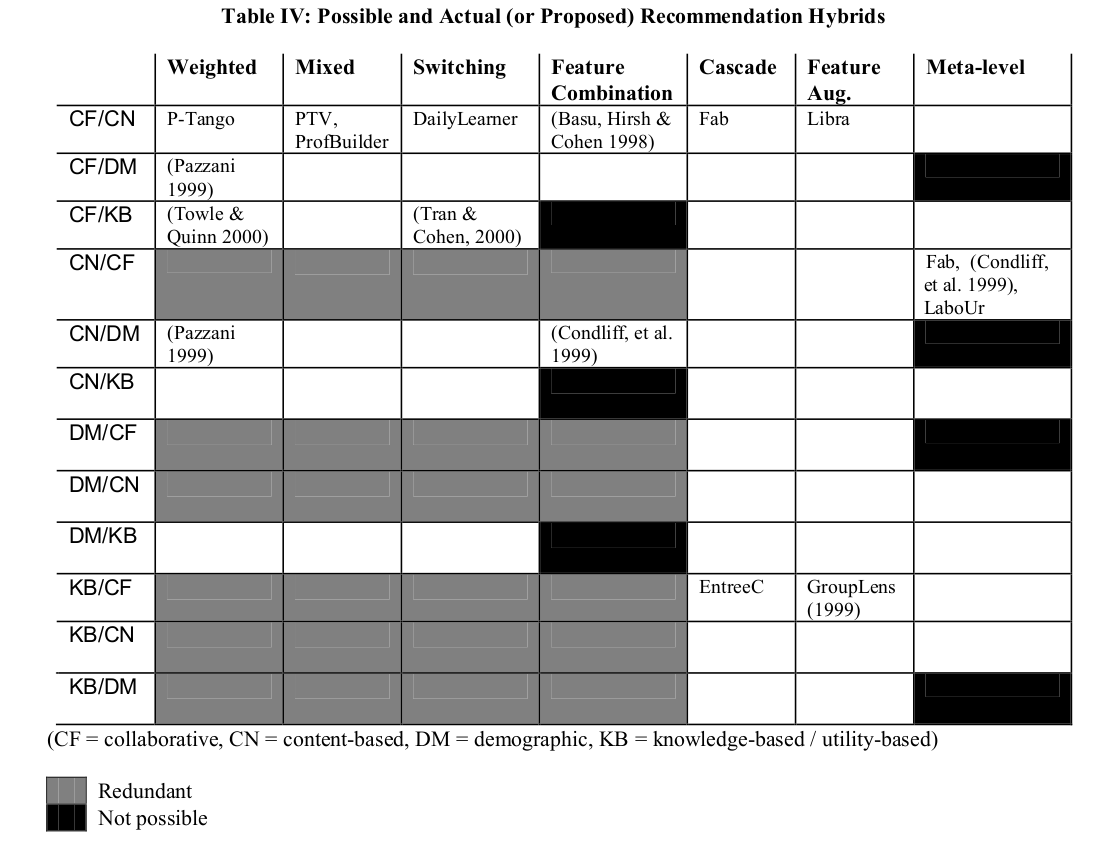 Table IV: Possible and Actual (or Proposed) Recommendation Hybrids
Weighted Mixed Switching Feature Cascade Feature Meta-level
Combination Aug.
CF/CN P-Tango PTV, DailyLearner (Basu, Hirsh & Fab Libra
ProfBuilder Cohen 1998)
CF/DM (Pazzani
1999)
CF/KB (Towle & (Tran &
Quinn 2000) Cohen, 2000)
CN/CF Fab, (Condliff,
et al. 1999),
LaboUr
CN/DM (Pazzani (Condliff, et al.
1999) 1999)
CN/KB
DM/CF
DM/CN
DM/KB
KB/CF EntreeC GroupLens
(1999)
KB/CN
KB/DM
(CF = collaborative, CN = content-based, DM = demographic, KB = knowledge-based / utility-based)
Redundant
Not possible